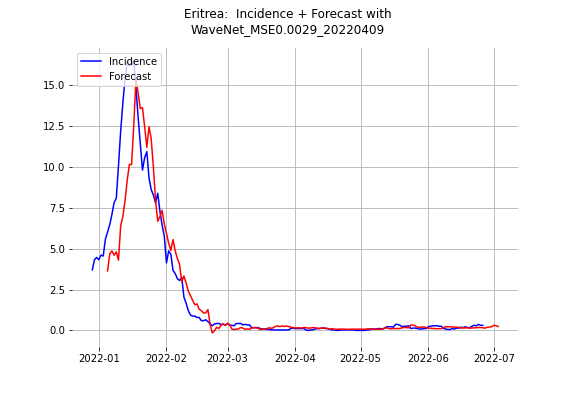 Eritrea:  Incidence + Forecast with
WaveNet_MSE0.0029_20220409
Incidence
Forecast
15.0
12.5
10.0
7.5
5.0
2.5
0.0
2022-01 2022-02 2022-03 2022-04 2022-05 2022-06 2022-07